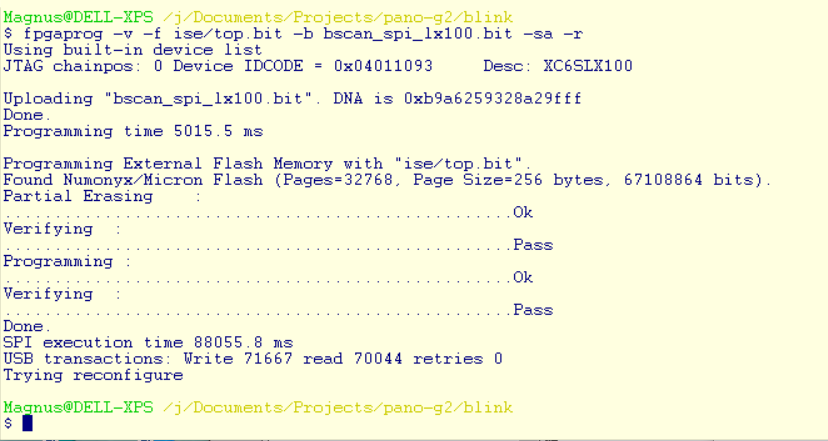 Magnus@DELL-XPS /j/Documents/Projects/pano-g2/blink
$ fpgaprog -v -f ise/top.bit -b bscan_spi_lx100.bit -sa -r
Using built-in device list
JTAG chainpos: 0 Device IDCODE = 0x04011093     Desc: XC6SLX100
Uploading "bscan_spi_lx100.bit". DNA is 0xb9a6259328a29fff
Done.
Programming time 5015.5 ms
Programming External Flash Memory with "ise/top.bit".
Found Numonyx/Micron Flash (Pages=32768, Page Size=256 bytes, 67108864 bits).
Partial Erasing    :
...................................................Ok
Verifying  :
...................................................Pass
Programming :
...................................................Ok
Verifying  :
...................................................Pass
Done.
SPI execution time 88055.8 ms
USB transactions: Write 71667 read 70044 retries 0
Trying reconfigure
Magnus@DELL-XPS /j/Documents/Projects/pano-g2/blink
$